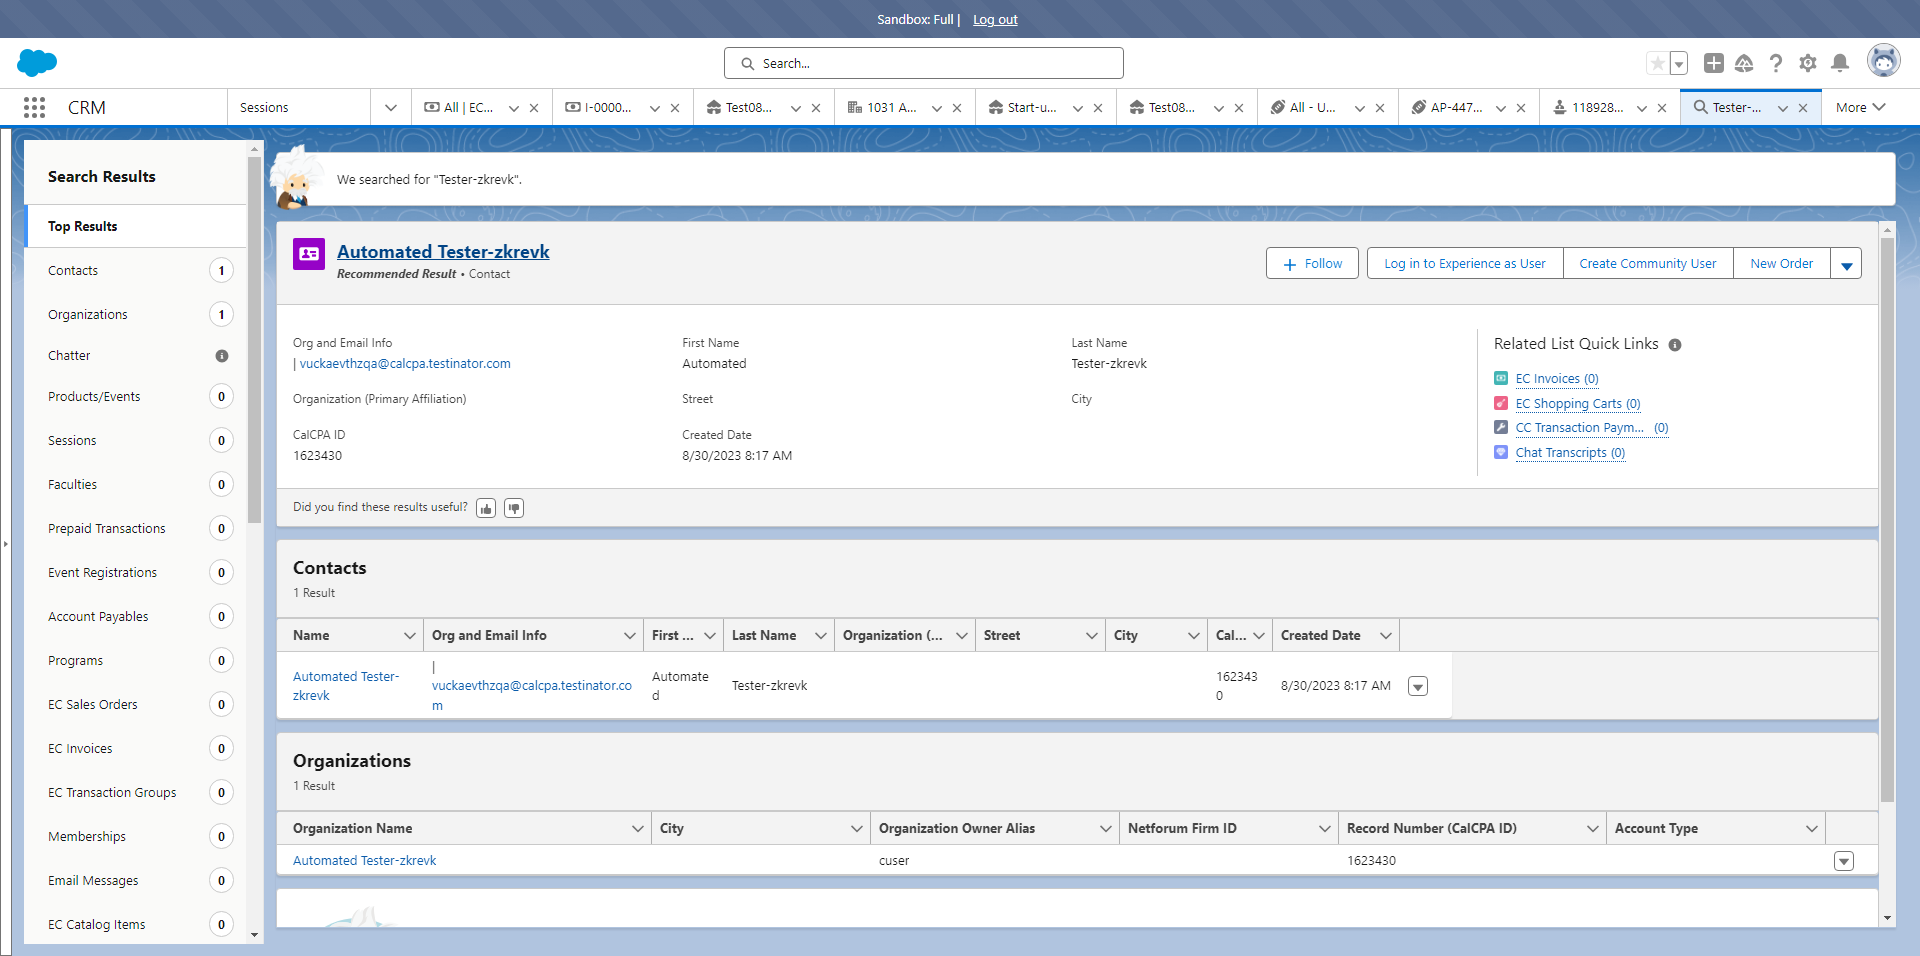 Sandbox: Full | Log out
Search...
CRM
Sessions
All | EC...
I-0000...
Test08...
1031 A...
Start-u...
Test08...
All - U...
AP-447...
118928...
Tester-...
More
Search Results
Top Results
Contacts 1
Organizations 1
Chatter
Products/Events 0
Sessions 0
Faculties 0
Prepaid Transactions 0
Event Registrations 0
Account Payables 0
Programs 0
EC Sales Orders 0
EC Invoices 0
EC Transaction Groups 0
Memberships 0
Email Messages 0
EC Catalog Items 0
We searched for "Tester-zkrevk".
Automated Tester-zkrevk
Recommended Result • Contact
Follow
Log in to Experience as User
Create Community User
New Order
Org and Email Info
| vuckaevthzqa@calcpa.testinator.com
First Name
Automated
Last Name
Tester-zkrevk
Organization (Primary Affiliation)
Street
City
CalCPA ID
1623430
Created Date
8/30/2023 8:17 AM
Related List Quick Links
EC Invoices (0)
EC Shopping Carts (0)
CC Transaction Paym... (0)
Chat Transcripts (0)
Did you find these results useful?
Contacts
1 Result
Name Org and Email Info First ... Last Name Organization (... Street City Cal... Created Date
Automated Tester-
zkrevk
|
vuckaevthzqa@calcpa.testinator.co
m
Automate
d
Tester-zkrevk
162343
0
8/30/2023 8:17 AM
Organizations
1 Result
Organization Name City Organization Owner Alias Netforum Firm ID Record Number (CalCPA ID) Account Type
Automated Tester-zkrevk cuser 1623430